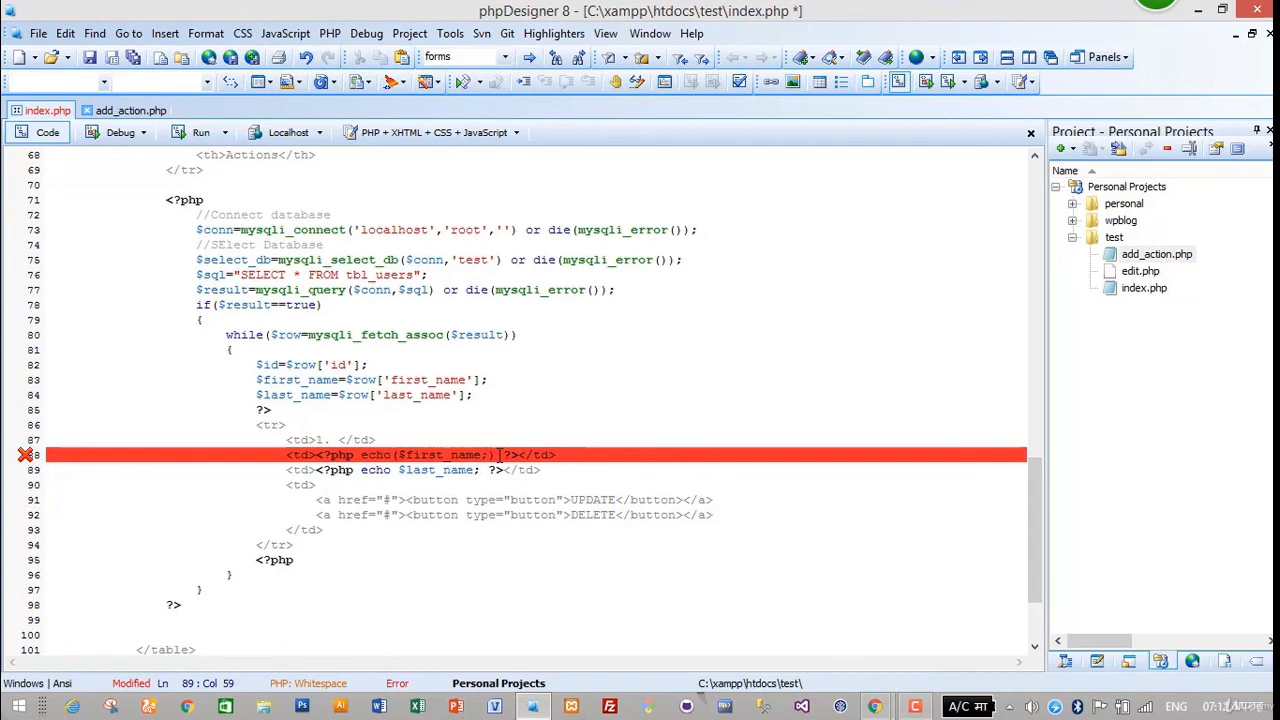 phpDesigner 8 - [C:\xampp\htdocs\test\index.php *]
File Edit Find Go to Insert Format CSS JavaScript PHP Debug Project Tools Svn Git Highlighters View Window Help
forms
Panels
index.php add_action.php
Code Debug Run Localhost PHP + XHTML + CSS + JavaScript
68 <th>Actions</th>
69 </tr>
70
71 <?php
72 //Connect database
73 $conn=mysqli_connect('localhost','root','') or die(mysqli_error());
74 //SElect Database
75 $select_db=mysqli_select_db($conn,'test') or die(mysqli_error());
76 $sql="SELECT * FROM tbl_users";
77 $result=mysqli_query($conn,$sql) or die(mysqli_error());
78 if($result==true)
79 {
80 while($row=mysqli_fetch_assoc($result))
81 {
82 $id=$row['id'];
83 $first_name=$row['first_name'];
84 $last_name=$row['last_name'];
85 ?>
86 <tr>
87 <td>1. </td>
88 <td><?php echo($first_name;) ?></td>
89 <td><?php echo $last_name; ?></td>
90 <td>
91 <a href="#"><button type="button">UPDATE</button></a>
92 <a href="#"><button type="button">DELETE</button></a>
93 </td>
94 </tr>
95 <?php
96 }
97 }
98 ?>
99
100
101 </table>
Project - Personal Projects
Name
Personal Projects
personal
wpblog
test
add_action.php
edit.php
index.php
Windows | Ansi Modified Ln 89 : Col 59 PHP: Whitespace Error Personal Projects C:\xampp\htdocs\test\
A/C मा ENG